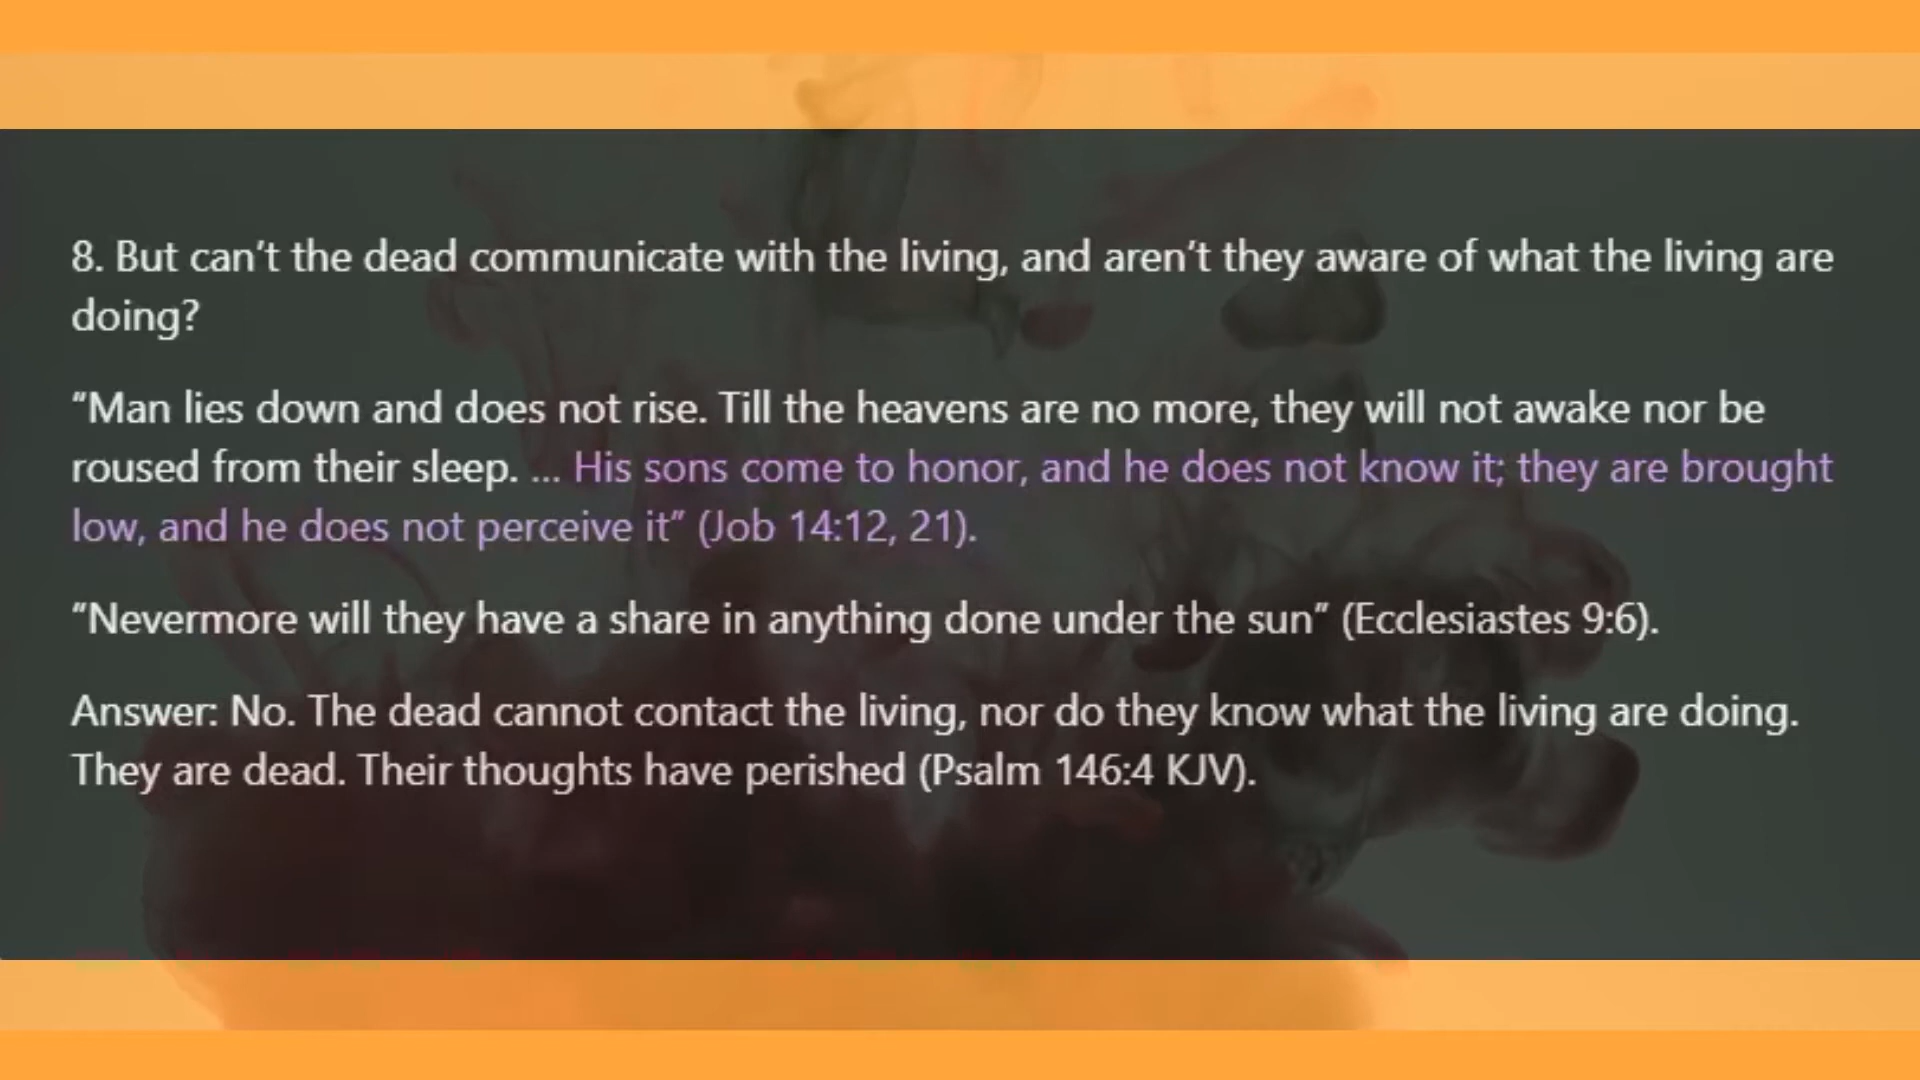 8. But can’t the dead communicate with the living, and aren’t they aware of what the living are
doing?
“Man lies down and does not rise. Till the heavens are no more, they will not awake nor be
roused from their sleep. ... His sons come to honor, and he does not know it; they are brought
low, and he does not perceive it” (Job 14:12, 21).
“Nevermore will they have a share in anything done under the sun” (Ecclesiastes 9:6).
Answer: No. The dead cannot contact the living, nor do they know what the living are doing.
They are dead. Their thoughts have perished (Psalm 146:4 KJV).